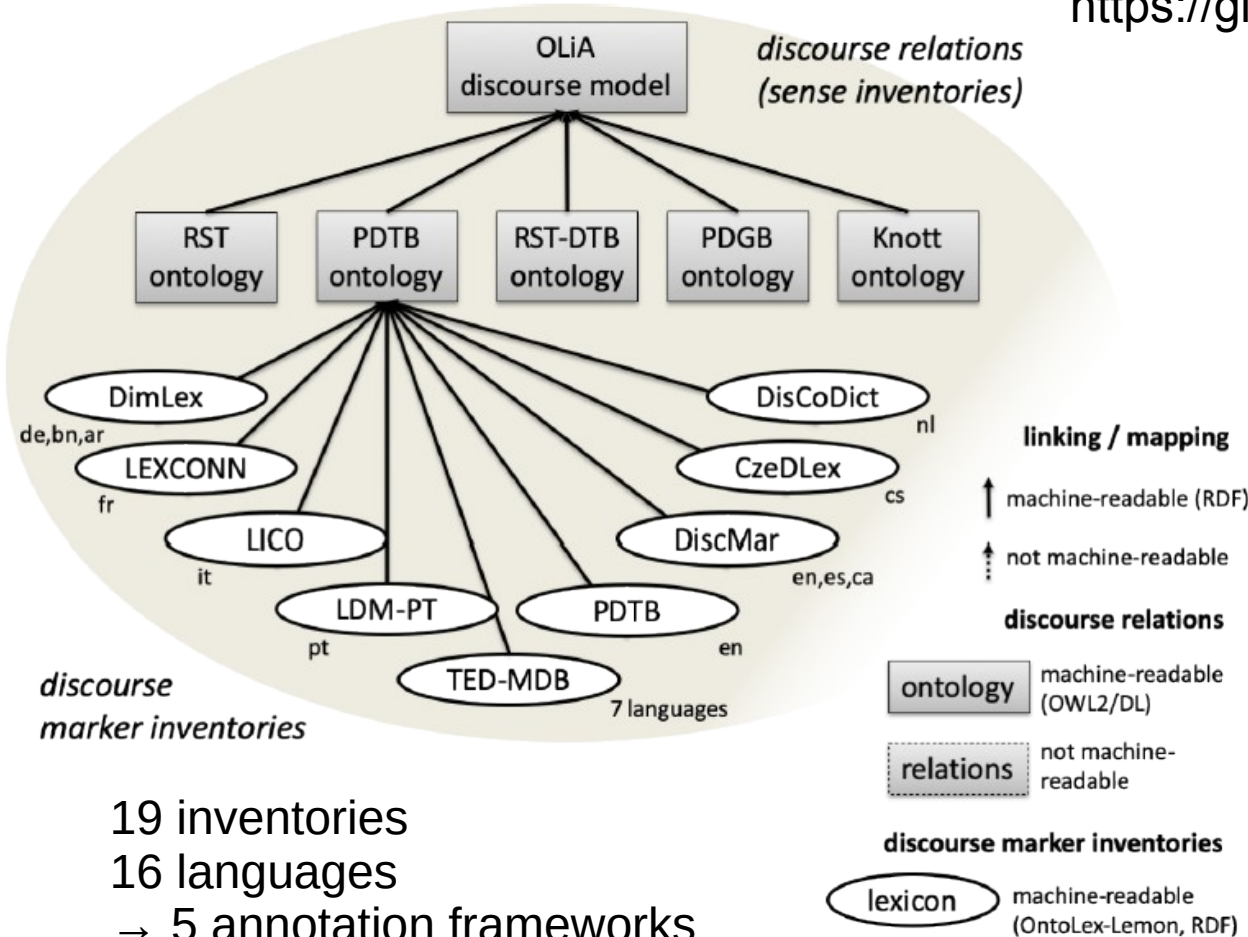 https://gi
OLiA
discourse model
discourse relations
(sense inventories)
RST
ontology
PDTB
ontology
RST-DTB
ontology
PDGB
ontology
Knott
ontology
DimLex
de,bn,ar
LEXCONN
fr
LICO
it
LDM-PT
pt
TED-MDB
7 languages
PDTB
en
DiscMar
en,es,ca
CzeDLex
cs
DisCoDict
nl
discourse
marker inventories
linking / mapping
machine-readable (RDF)
not machine-readable
discourse relations
ontology
machine-readable
(OWL2/DL)
relations
not machine-
readable
discourse marker inventories
lexicon
machine-readable
(OntoLex-Lemon, RDF)
19 inventories
16 languages
→ 5 annotation frameworks